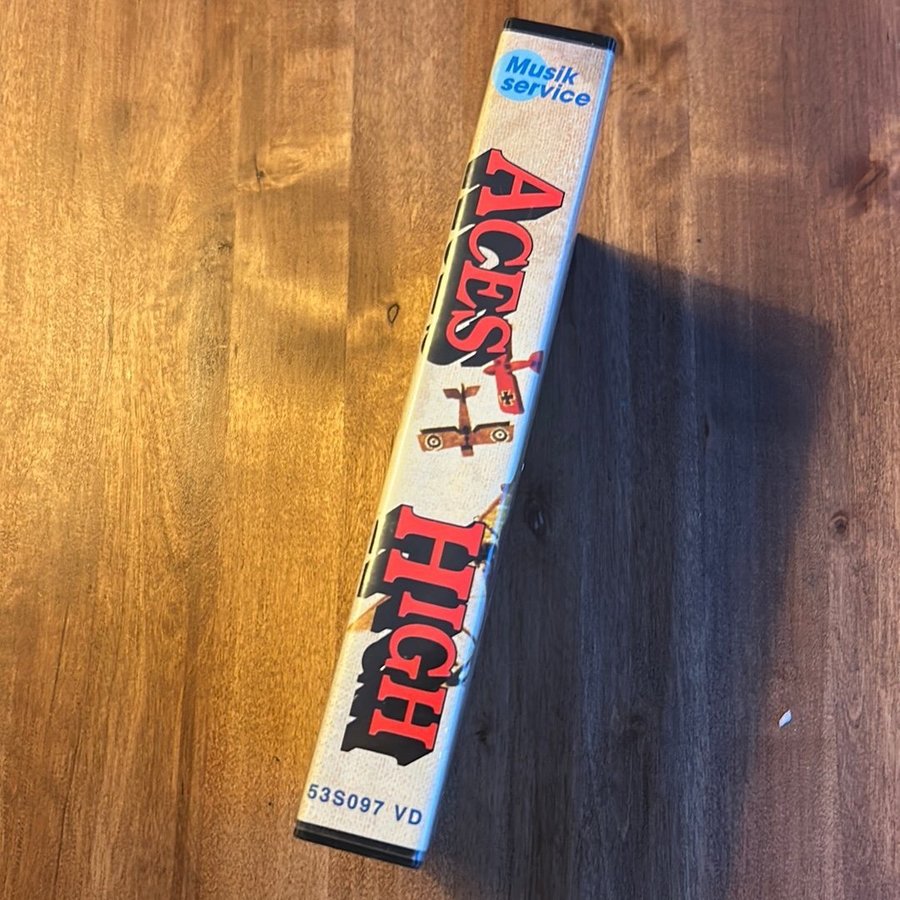 Musik
service
ACES
HIGH
53S097 VD